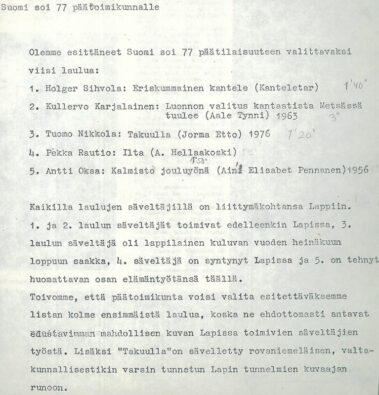 Suomi soi 77 päätoimikunnalle
Olemme esittäneet Suomi soi 77 päätilaisuuteen valittavaksi
viisi laulua:
1. Holger Sihvola: Eriskummainen kantele (Kanteletar) 1'40"
2. Kullervo Karjalainen: Luonnon valitus kantastista Metsässä
tuulee (Aale Tynni) 1963 3"
3. Tuomo Nikkola: Takuulla (Jorma Etto) 1976 1'20"
4. Pekka Rautio: Ilta (A. Hellaakoski)
5. Antti Oksa: Kalmisto jouluyönä (Aini Elisabet Pennanen)1956
Kaikilla laulujen säveltäjillä on liittymäkohtansa Lappiin.
1. ja 2. laulun säveltäjät toimivat edelleenkin Lapissa, 3.
laulun säveltäjä oli lappilainen kuluvan vuoden heinäkuun
loppuun saakka, 4. säveltäjä on syntynyt Lapissa ja 5. on tehnyt
huomattavan osan elämäntyötänsä täällä.
Toivomme, että päätoimikunta voisi valita esitettäväksemme
listan kolme ensimmäistä laulua, koska ne ehdottomasti antavat
edustavimman mahdollisen kuvan Lapissa toimivien säveltäjien
työstä. Lisäksi "Takuulla"on sävelletty rovaniemeläisen, valta-
kunnallisestikin varsin tunnetun Lapin tunnelmien kuvaajan
runoon.